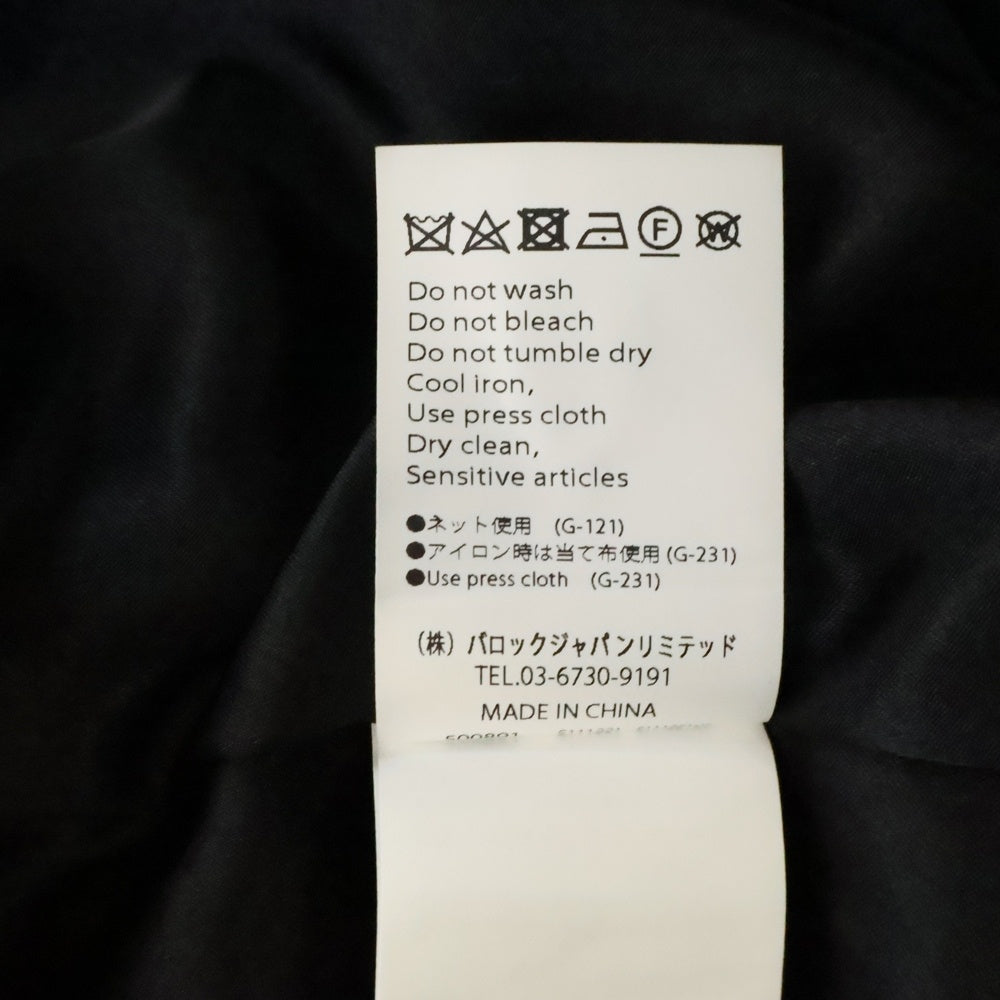 F W
Do not wash
Do not bleach
Do not tumble dry
Cool iron,
Use press cloth
Dry clean,
Sensitive articles
●ネット使用 (G-121)
●アイロン時は当て布使用 (G-231)
●Use press cloth (G-231)
(株) バロックジャパンリミテッド
TEL.03-6730-9191
MADE IN CHINA